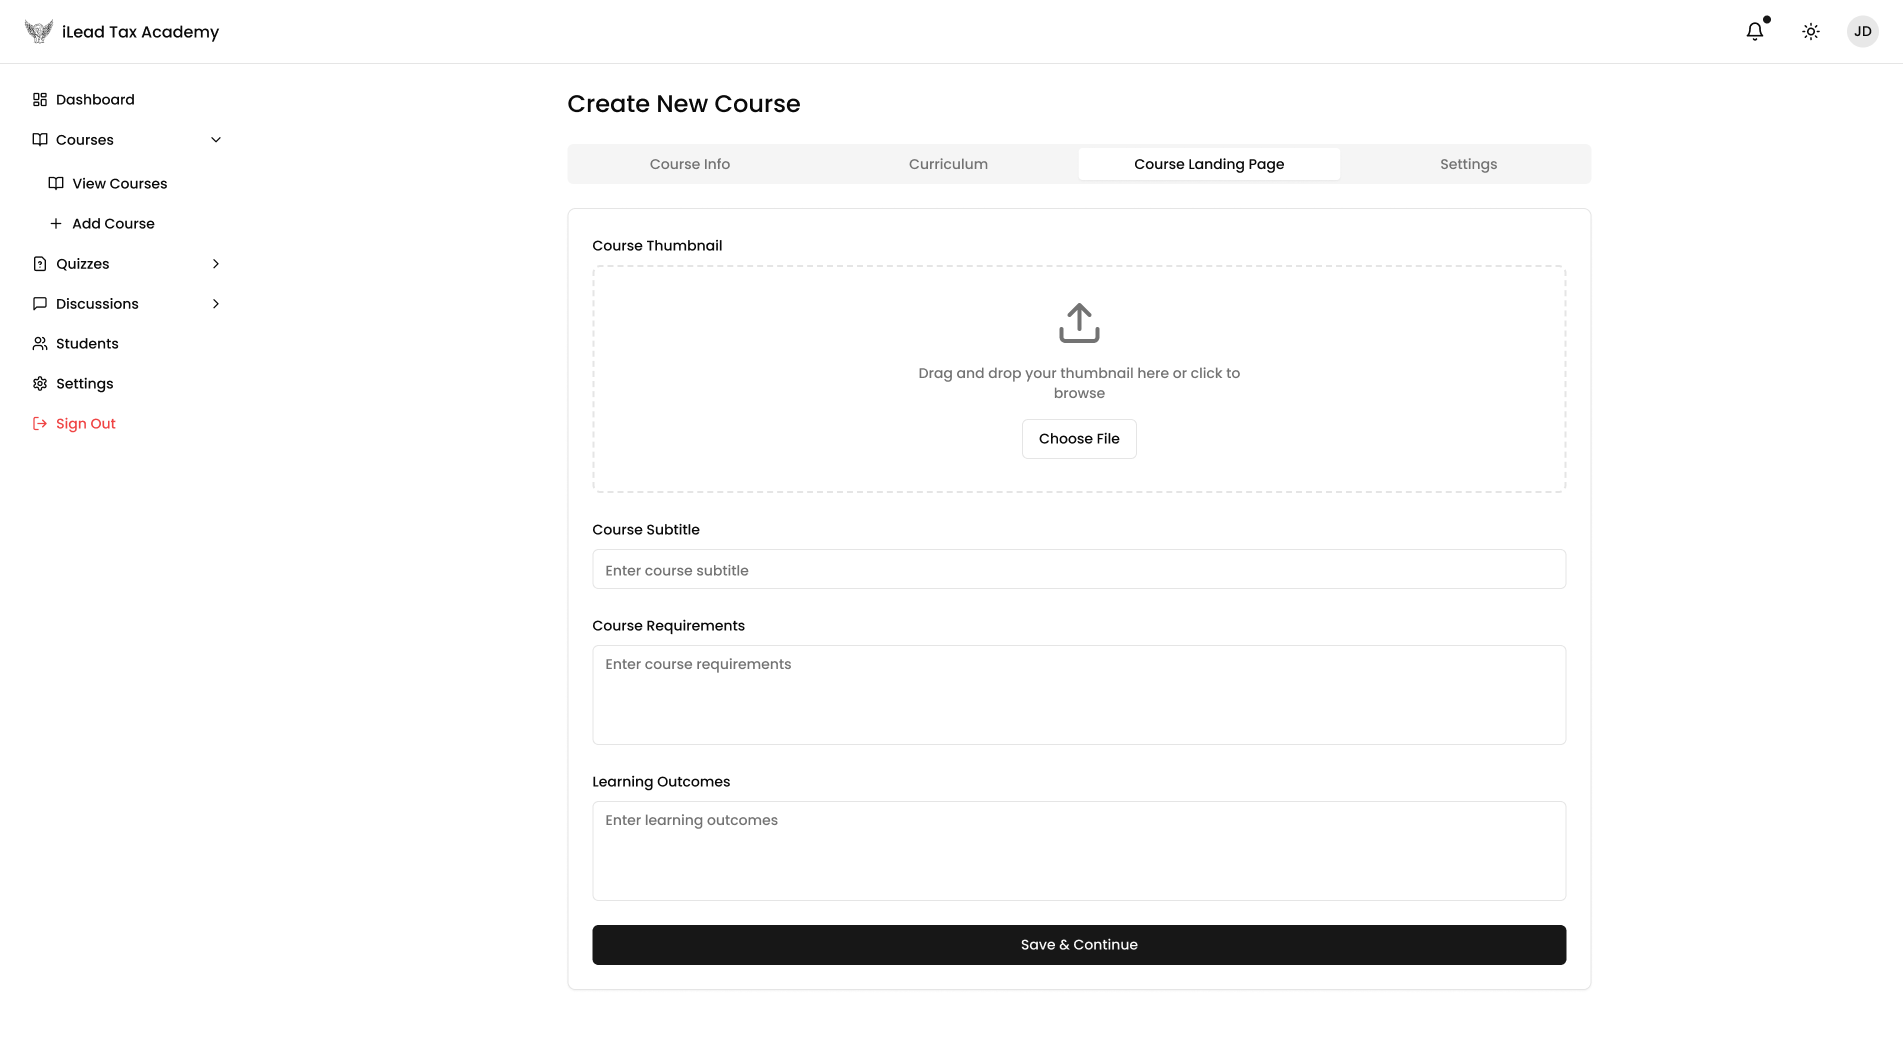 iLead Tax Academy
JD
Dashboard
Courses
View Courses
Add Course
Quizzes
Discussions
Students
Settings
Sign Out
Create New Course
Course Info
Curriculum
Course Landing Page
Settings
Course Thumbnail
Drag and drop your thumbnail here or click to
browse
Choose File
Course Subtitle
Enter course subtitle
Course Requirements
Enter course requirements
Learning Outcomes
Enter learning outcomes
Save & Continue